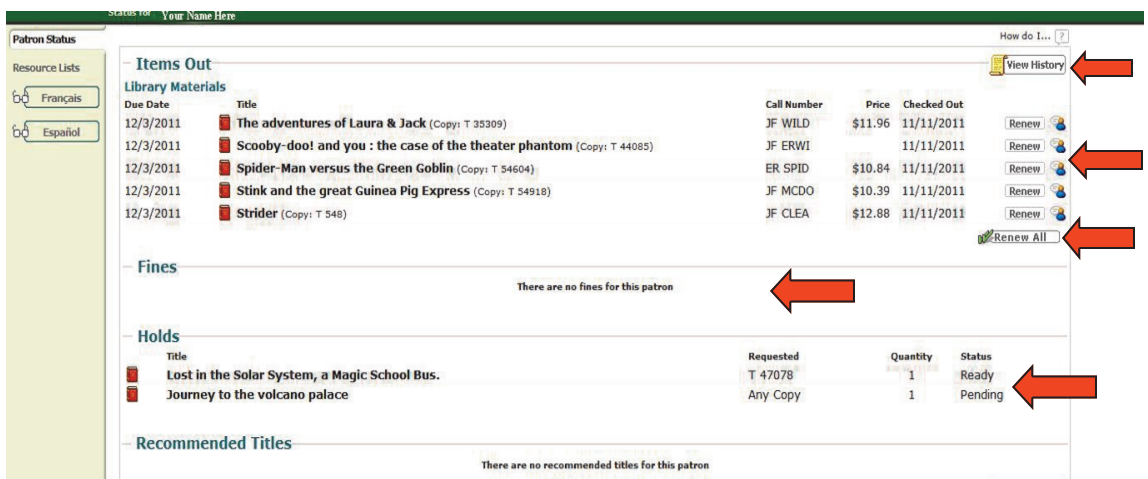 Status for Your Name Here
Patron Status
How do I... ?
Resource Lists
Français
Español
Items Out
View History
Library Materials
Due Date Title Call Number Price Checked Out
12/3/2011 The adventures of Laura & Jack (Copy: T 35309) JF WILD $11.96 11/11/2011 Renew
12/3/2011 Scooby-doo! and you : the case of the theater phantom (Copy: T 44085) JF ERWI 11/11/2011 Renew
12/3/2011 Spider-Man versus the Green Goblin (Copy: T 54604) ER SPID $10.84 11/11/2011 Renew
12/3/2011 Stink and the great Guinea Pig Express (Copy: T 54918) JF MCDO $10.39 11/11/2011 Renew
12/3/2011 Strider (Copy: T 548) JF CLEA $12.88 11/11/2011 Renew
Renew All
Fines
There are no fines for this patron
Holds
Title Requested Quantity Status
Lost in the Solar System, a Magic School Bus. T 47078 1 Ready
Journey to the volcano palace Any Copy 1 Pending
Recommended Titles
There are no recommended titles for this patron